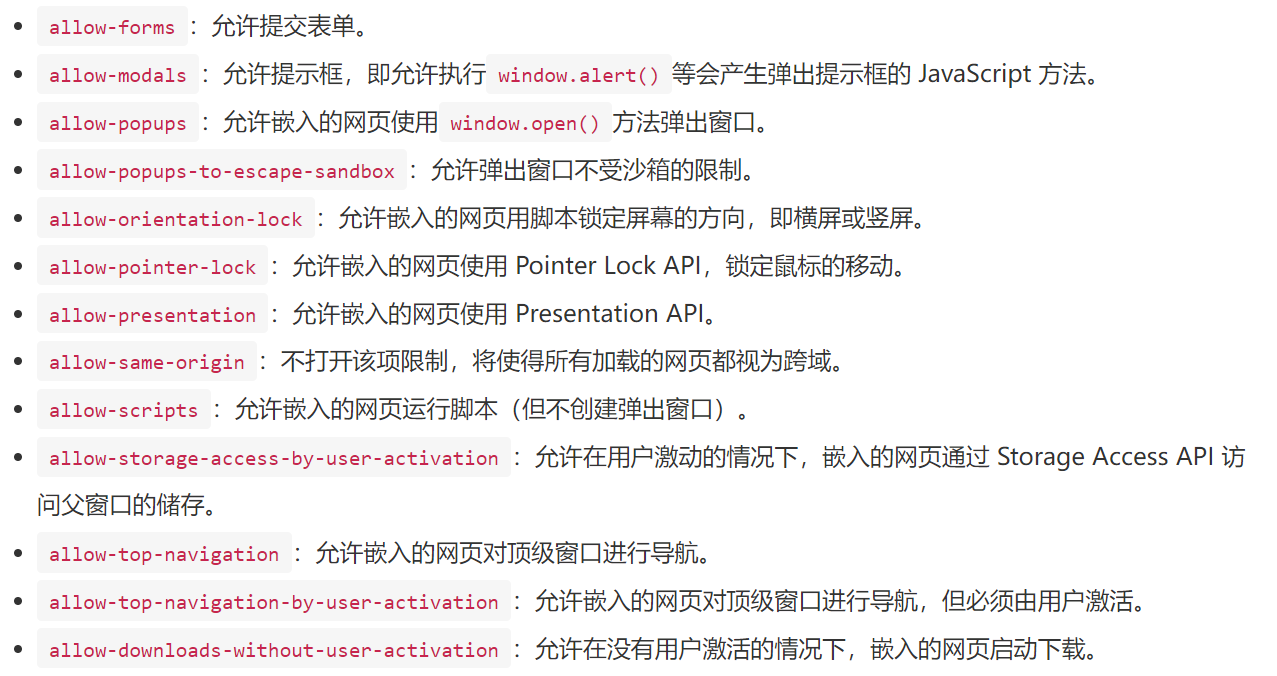 allow-forms：允许提交表单。
allow-modals：允许提示框，即允许执行window.alert()等会产生弹出提示框的 JavaScript 方法。
allow-popups：允许嵌入的网页使用window.open()方法弹出窗口。
allow-popups-to-escape-sandbox：允许弹出窗口不受沙箱的限制。
allow-orientation-lock：允许嵌入的网页用脚本锁定屏幕的方向，即横屏或竖屏。
allow-pointer-lock：允许嵌入的网页使用 Pointer Lock API，锁定鼠标的移动。
allow-presentation：允许嵌入的网页使用 Presentation API。
allow-same-origin：不打开该项限制，将使得所有加载的网页都视为跨域。
allow-scripts：允许嵌入的网页运行脚本（但不创建弹出窗口）。
allow-storage-access-by-user-activation：允许在用户激动的情况下，嵌入的网页通过 Storage Access API 访
问父窗口的储存。
allow-top-navigation：允许嵌入的网页对顶级窗口进行导航。
allow-top-navigation-by-user-activation：允许嵌入的网页对顶级窗口进行导航，但必须由用户激活。
allow-downloads-without-user-activation：允许在没有用户激活的情况下，嵌入的网页启动下载。